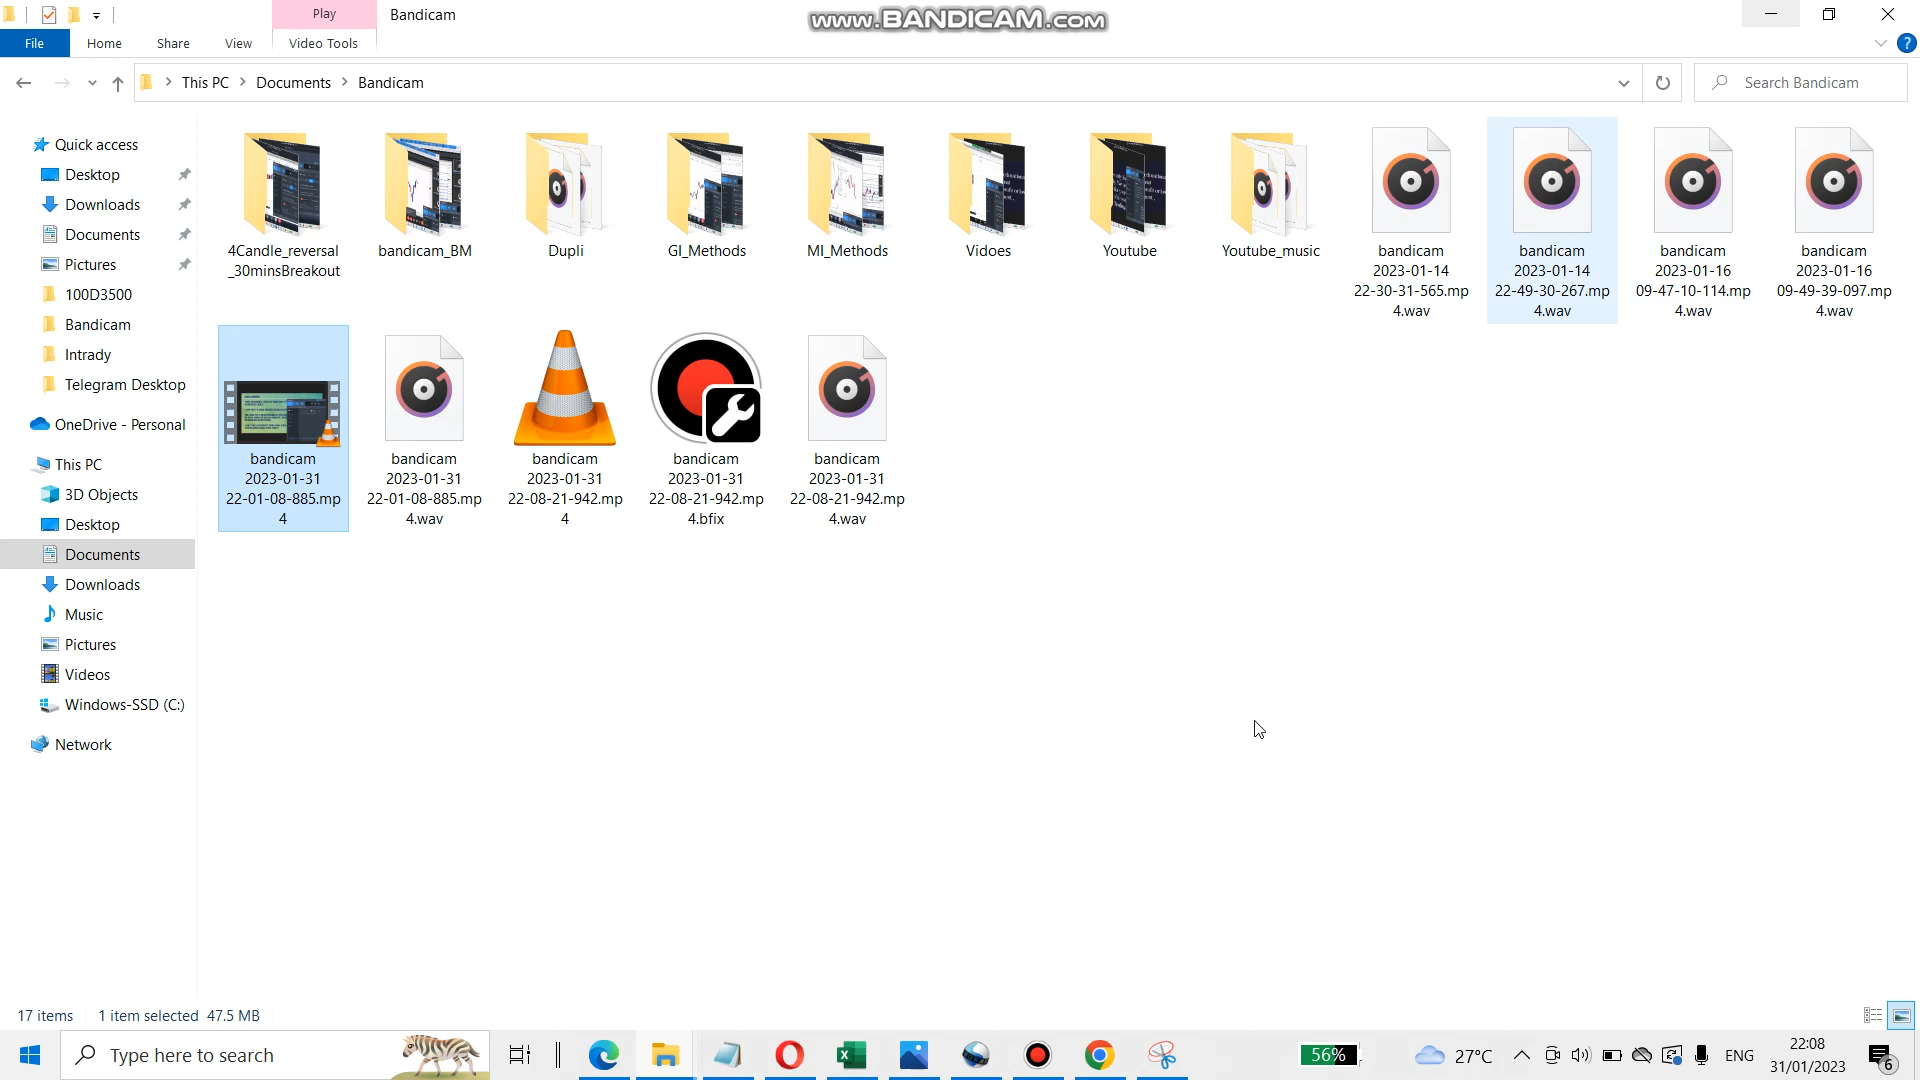 Play
Bandicam
www.BANDICAM.com
File
Home
Share
View
Video Tools
This PC
Documents
Bandicam
Search Bandicam
Quick access
Desktop
Downloads
Documents
Pictures
100D3500
Bandicam
Intrady
Telegram Desktop
OneDrive - Personal
This PC
3D Objects
Desktop
Documents
Downloads
Music
Pictures
Videos
Windows-SSD (C:)
Network
4Candle_reversal
_30minsBreakout
bandicam_BM
Dupli
GI_Methods
MI_Methods
Vidoes
Youtube
Youtube_music
bandicam
2023-01-14
22-30-31-565.mp
4.wav
bandicam
2023-01-14
22-49-30-267.mp
4.wav
bandicam
2023-01-16
09-47-10-114.mp
4.wav
bandicam
2023-01-16
09-49-39-097.mp
4.wav
bandicam
2023-01-31
22-01-08-885.mp
4
bandicam
2023-01-31
22-01-08-885.mp
4.wav
bandicam
2023-01-31
22-08-21-942.mp
4
bandicam
2023-01-31
22-08-21-942.mp
4.bfix
bandicam
2023-01-31
22-08-21-942.mp
4.wav
17 items
1 item selected 47.5 MB
Type here to search
56%
27°C
ENG
22:08
31/01/2023
6